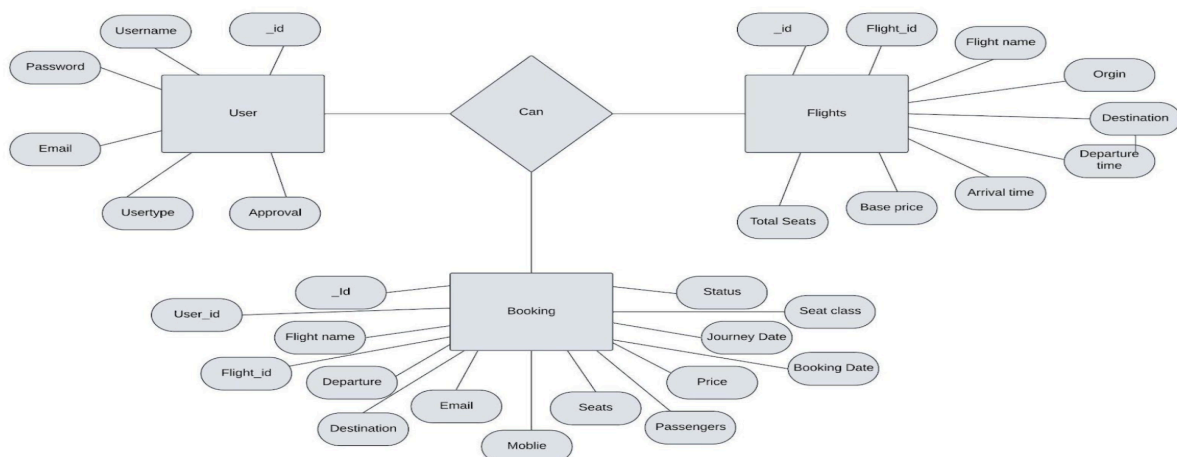 Username
_id
Password
User
Email
Usertype
Approval
Can
_id
Flight_id
Flight name
Orgin
Destination
Departure
time
Arrival time
Base price
Total Seats
Flights
_Id
User_id
Flight name
Flight_id
Departure
Destination
Email
Moblie
Booking
Status
Seat class
Journey Date
Booking Date
Price
Seats
Passengers